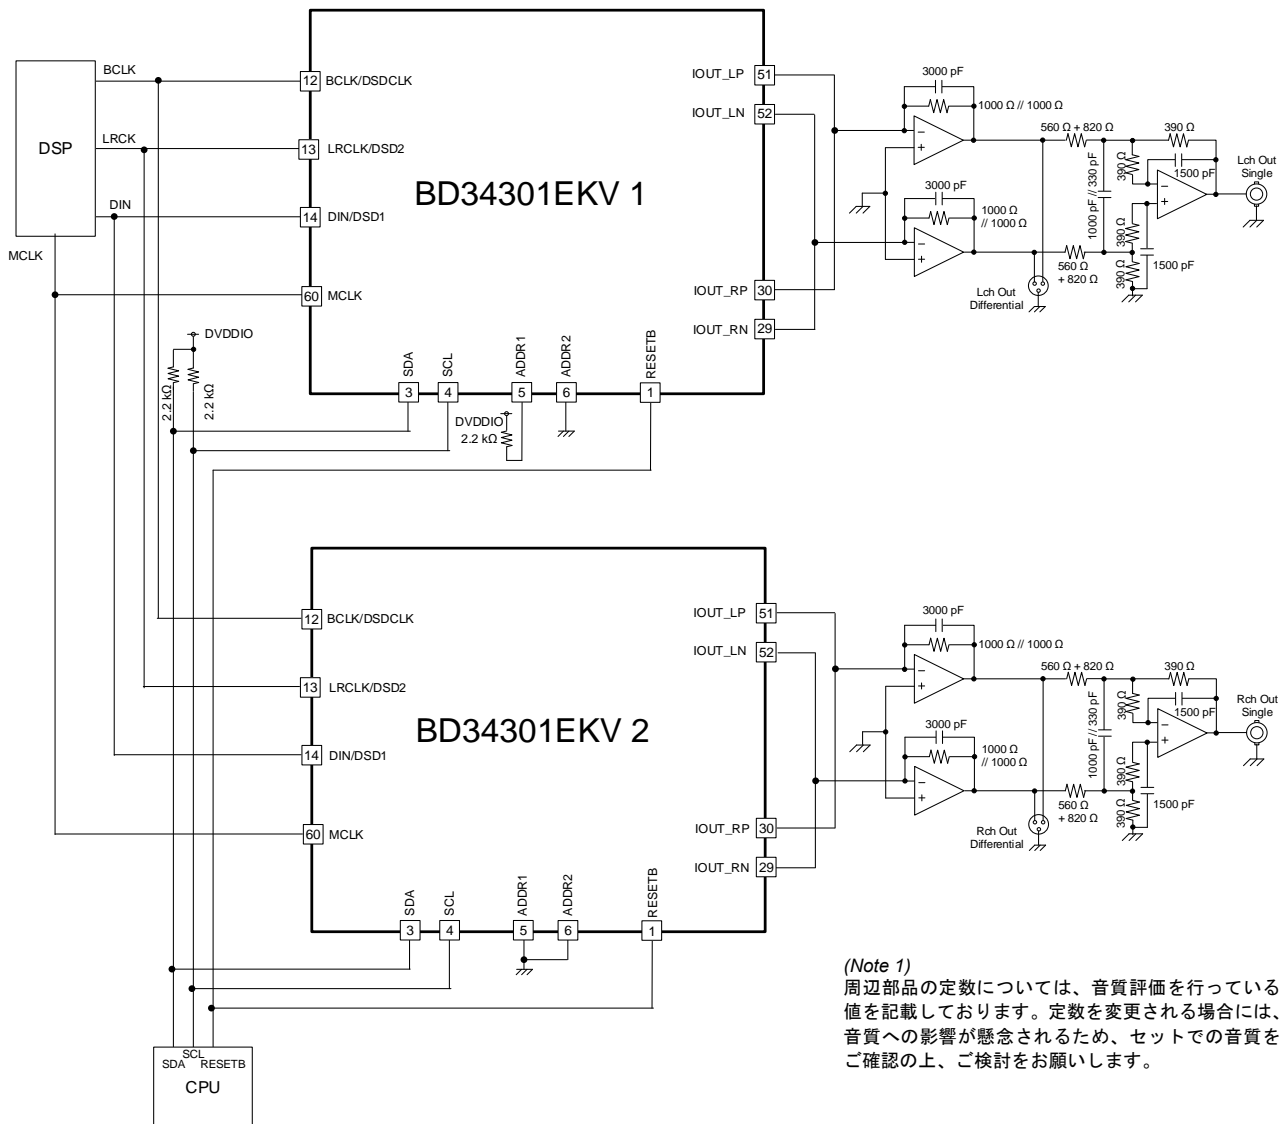 DSP
BCLK
LRCK
DIN
MCLK
BD34301EKV 1
12 BCLK/DSDCLK
13 LRCLK/DSD2
14 DIN/DSD1
60 MCLK
IOUT_LP 51
IOUT_LN 52
IOUT_RP 30
IOUT_RN 29
SDA
SCL
ADDR1
ADDR2
RESETB
3
4
5
6
1
DVDDIO
2.2 kΩ
2.2 kΩ
DVDDIO
2.2 kΩ
3000 pF
1000 Ω // 1000 Ω
3000 pF
1000 Ω
// 1000 Ω
560 Ω + 820 Ω
390 Ω
390 Ω
1500 pF
1000 pF // 330 pF
390 Ω
390 Ω
1500 pF
560 Ω
+ 820 Ω
Lch Out
Differential
Lch Out
Single
BD34301EKV 2
12 BCLK/DSDCLK
13 LRCLK/DSD2
14 DIN/DSD1
60 MCLK
IOUT_LP 51
IOUT_LN 52
IOUT_RP 30
IOUT_RN 29
SDA
SCL
ADDR1
ADDR2
RESETB
3
4
5
6
1
3000 pF
1000 Ω // 1000 Ω
3000 pF
1000 Ω
// 1000 Ω
560 Ω + 820 Ω
390 Ω
390 Ω
1500 pF
1000 pF // 330 pF
390 Ω
390 Ω
1500 pF
560 Ω
+ 820 Ω
Rch Out
Differential
Rch Out
Single
SDA
SCL
RESETB
CPU
(Note 1)
周辺部品の定数については、音質評価を行っている
値を記載しております。定数を変更される場合には、
音質への影響が懸念されるため、セットでの音質を
ご確認の上、ご検討をお願いします。